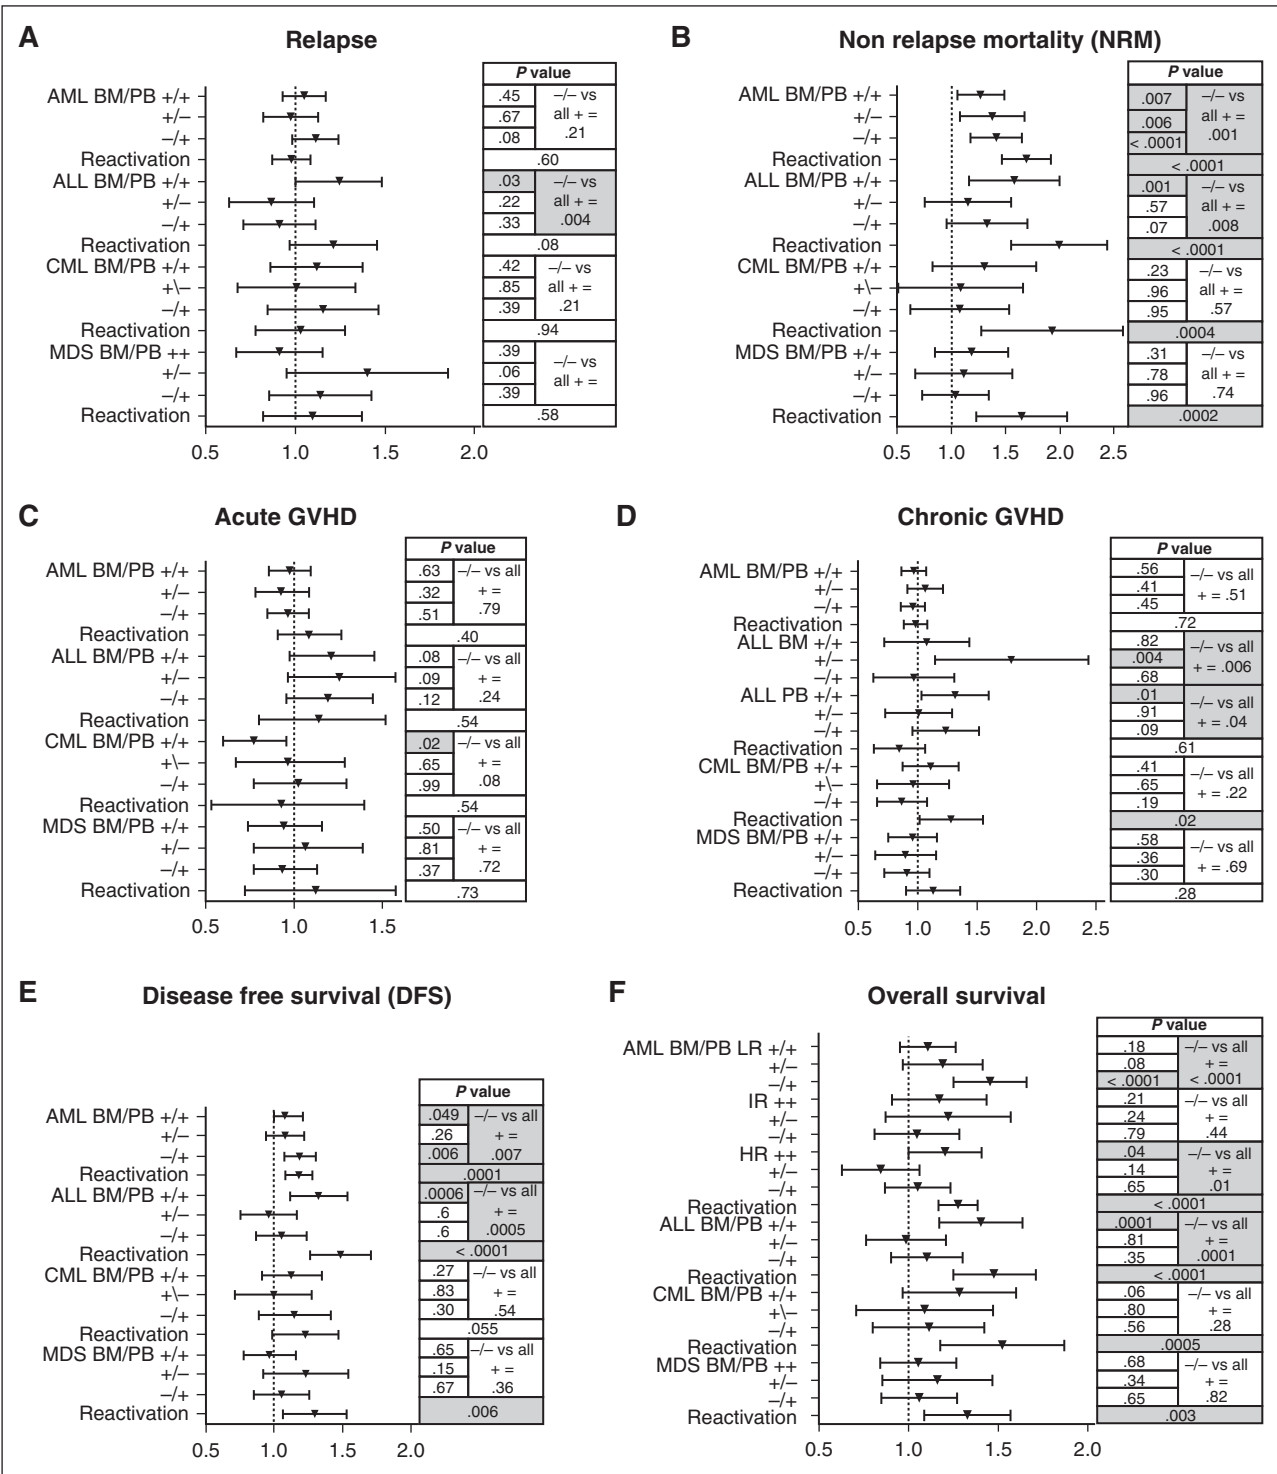 A
Relapse
P value
AML BM/PB +/+
+/–
–/+
Reactivation
ALL BM/PB +/+
+/–
–/+
Reactivation
CML BM/PB +/+
+\–
–/+
Reactivation
MDS BM/PB ++
+/–
–/+
Reactivation
.45
.67
.08
–/– vs
all + =
.21
.60
.03
.22
.33
–/– vs
all + =
.004
.08
.42
.85
.39
–/– vs
all + =
.21
.94
.39
.06
.39
–/– vs
all + =
.58
0.5 1.0 1.5 2.0
B
Non relapse mortality (NRM)
P value
AML BM/PB +/+
+/–
–/+
Reactivation
ALL BM/PB +/+
+/–
–/+
Reactivation
CML BM/PB +/+
+\–
–/+
Reactivation
MDS BM/PB +/+
+/–
–/+
Reactivation
.007
.006
< .0001
–/– vs
all + =
.001
< .0001
.001
.57
.07
–/– vs
all + =
.008
< .0001
.23
.96
.95
–/– vs
all + =
.57
.0004
.31
.78
.96
–/– vs
all + =
.74
.0002
0.5 1.0 1.5 2.0 2.5
C
Acute GVHD
P value
AML BM/PB +/+
+/–
–/+
Reactivation
ALL BM/PB +/+
+/–
–/+
Reactivation
CML BM/PB +/+
+\–
–/+
Reactivation
MDS BM/PB +/+
+/–
–/+
Reactivation
.63
.32
.51
–/– vs all
+ =
.79
.40
.08
.09
.12
–/– vs all
+ =
.24
.54
.02
.65
.99
–/– vs all
+ =
.08
.54
.50
.81
.37
–/– vs all
+ =
.72
.73
0.5 1.0 1.5
D
Chronic GVHD
P value
AML BM/PB +/+
+/–
–/+
Reactivation
ALL BM +/+
+/–
–/+
ALL PB +/+
+/–
–/+
Reactivation
CML BM/PB +/+
+\–
–/+
Reactivation
MDS BM/PB +/+
+/–
–/+
Reactivation
.56
.41
.45
–/– vs all
+ = .51
.72
.82
.004
.68
–/– vs all
+ = .006
.01
.91
.09
–/– vs all
+ = .04
.61
.41
.65
.19
–/– vs all
+ = .22
.02
.58
.36
.30
–/– vs all
+ = .69
.28
0.5 1.0 1.5 2.0 2.5
E
Disease free survival (DFS)
P value
AML BM/PB +/+
+/–
–/+
Reactivation
ALL BM/PB +/+
+/–
–/+
Reactivation
CML BM/PB +/+
+\–
–/+
Reactivation
MDS BM/PB +/+
+/–
–/+
Reactivation
.049
.26
.006
–/– vs all
+ =
.007
.0001
.0006
.6
.6
–/– vs all
+ =
.0005
< .0001
.27
.83
.30
–/– vs all
+ =
.54
.055
.65
.15
.67
–/– vs all
+ =
.36
.006
0.5 1.0 1.5 2.0
F
Overall survival
P value
AML BM/PB LR +/+
+/–
–/+
IR ++
+/–
–/+
HR ++
+/–
–/+
Reactivation
ALL BM/PB +/+
+/–
–/+
Reactivation
CML BM/PB +/+
+\–
–/+
Reactivation
MDS BM/PB ++
+/–
–/+
Reactivation
.18
.08
< .0001
–/– vs all
+ =
< .0001
.21
.24
.79
–/– vs all
+ =
.44
.04
.14
.65
–/– vs all
+ =
.01
< .0001
.0001
.81
.35
–/– vs all
+ =
.0001
< .0001
.06
.80
.56
–/– vs all
+ =
.28
.0005
.68
.34
.65
–/– vs all
+ =
.82
.003
0.5 1.0 1.5 2.0